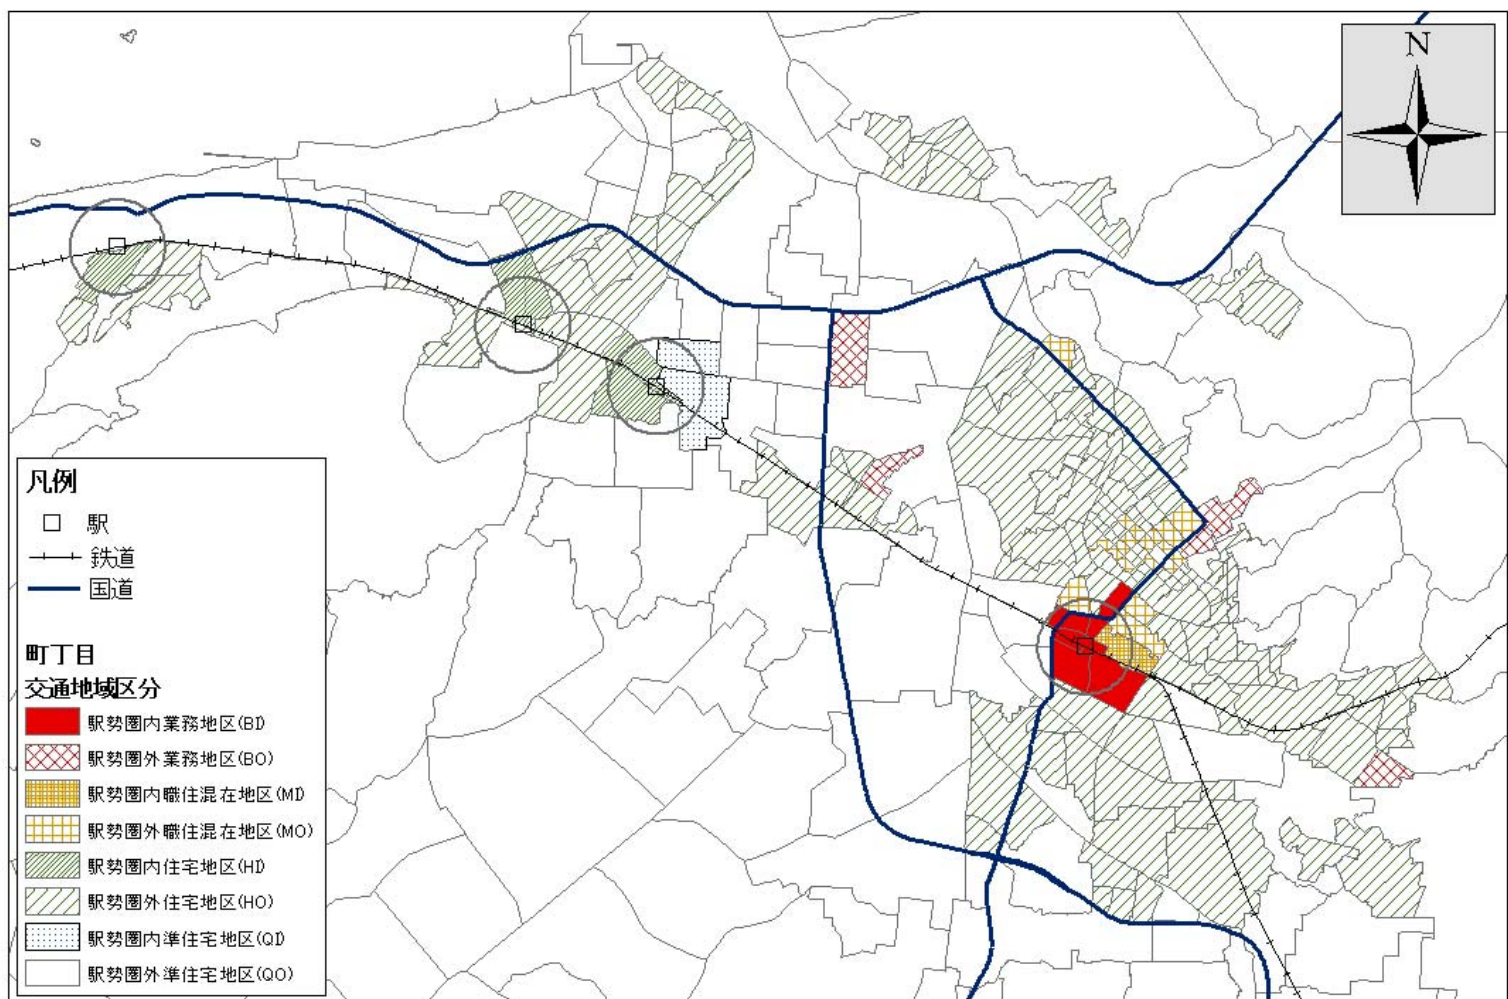 N
凡例
駅
鉄道
国道
町丁目
交通地域区分
駅勢圏内業務地区(BI)
駅勢圏外業務地区(BO)
駅勢圏内職住混在地区(MI)
駅勢圏外職住混在地区(MO)
駅勢圏内住宅地区(HI)
駅勢圏外住宅地区(HO)
駅勢圏内準住宅地区(QI)
駅勢圏外準住宅地区(QO)